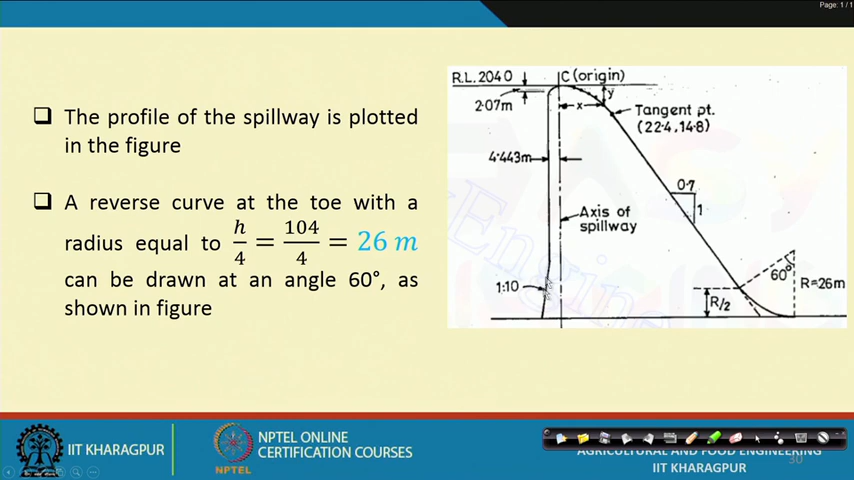 Page: 1 / 1
❑ The profile of the spillway is plotted
in the figure
❑ A reverse curve at the toe with a
radius equal to h/4 = 104/4 = 26 m
can be drawn at an angle 60°, as
shown in figure
R.L. 204·0
C (origin)
2·07m
x
y
Tangent pt.
(22·4, 14·8)
4·443m
0·7
1
Axis of
spillway
1:10
60°
R=26m
R/2
IIT KHARAGPUR
NPTEL
NPTEL ONLINE
CERTIFICATION COURSES
AGRICULTURAL AND FOOD ENGINEERING
IIT KHARAGPUR
30